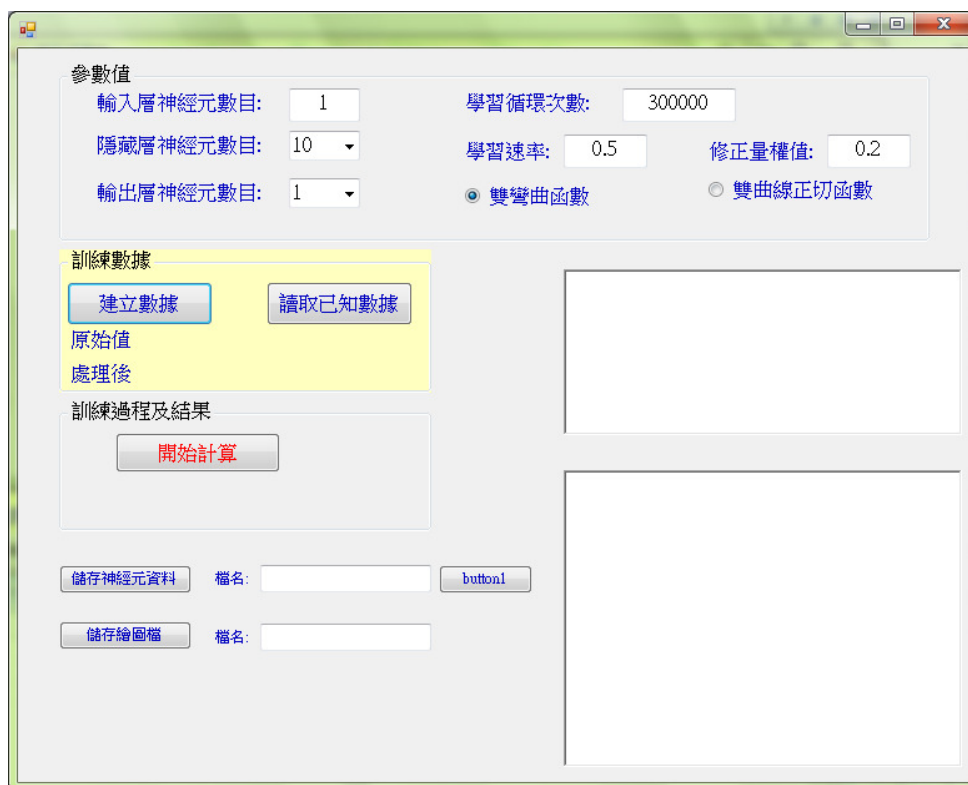 參數值
輸入層神經元數目: 1 學習循環次數: 300000
隱藏層神經元數目: 10 學習速率: 0.5 修正量權值: 0.2
輸出層神經元數目: 1 雙彎曲函數 雙曲線正切函數
訓練數據
建立數據 讀取已知數據
原始值
處理後
訓練過程及結果
開始計算
儲存神經元資料 檔名: button1
儲存繪圖檔 檔名: